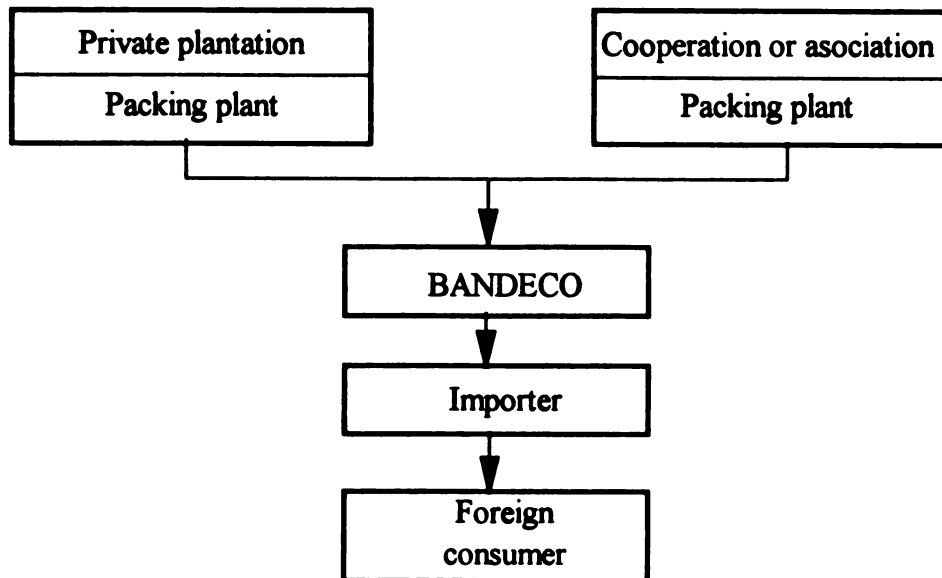 Private plantation
Packing plant
Cooperation or asociation
Packing plant
BANDECO
Importer
Foreign
consumer